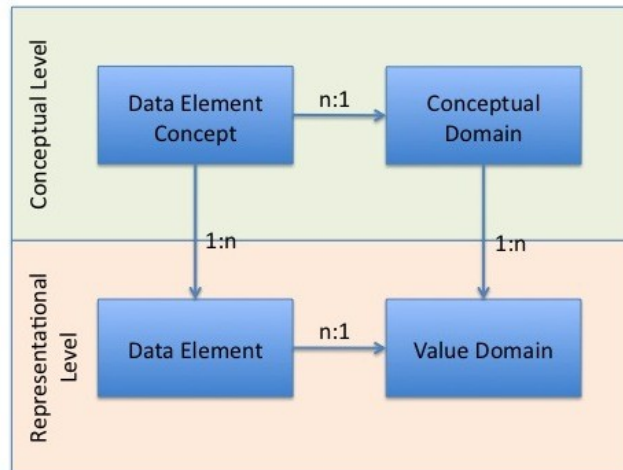 Conceptual Level
Data Element
Concept
n:1
Conceptual
Domain
1:n
1:n
Representational
Level
Data Element
n:1
Value Domain